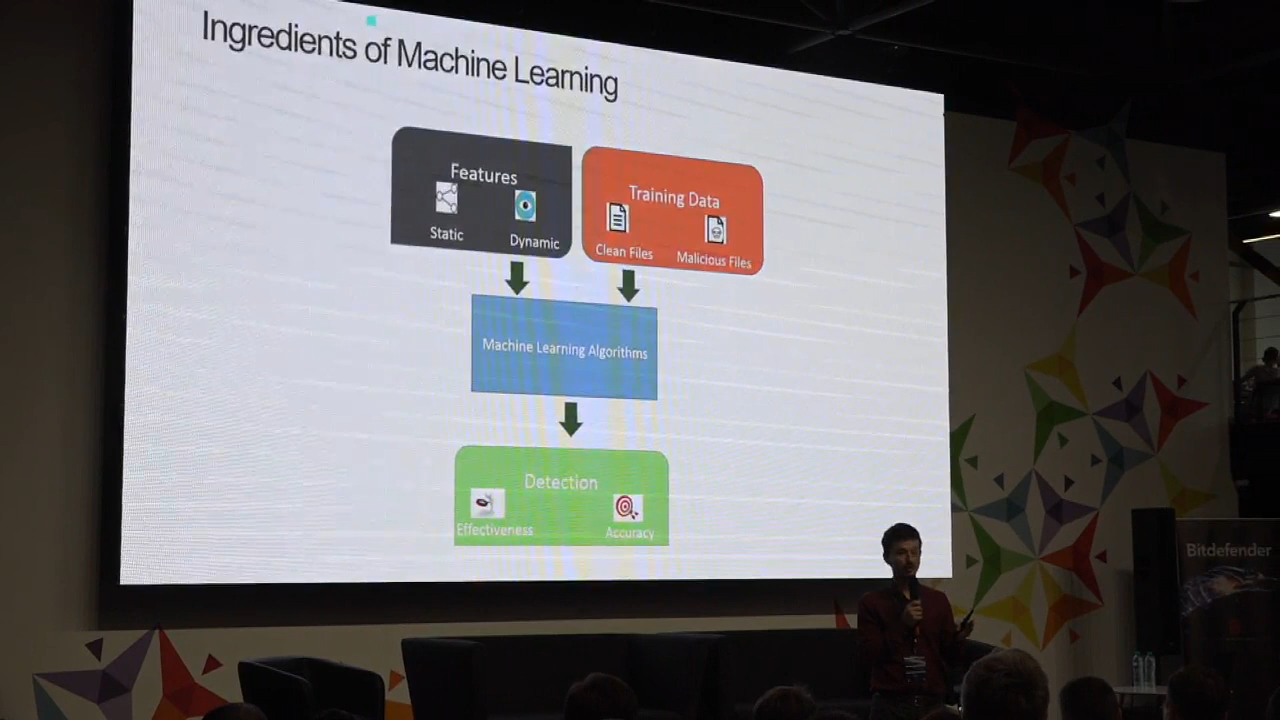 Ingredients of Machine Learning
Features
Static
Dynamic
Training Data
Clean Files
Malicious Files
Machine Learning Algorithms
Detection
Effectiveness
Accuracy
Bitdefender